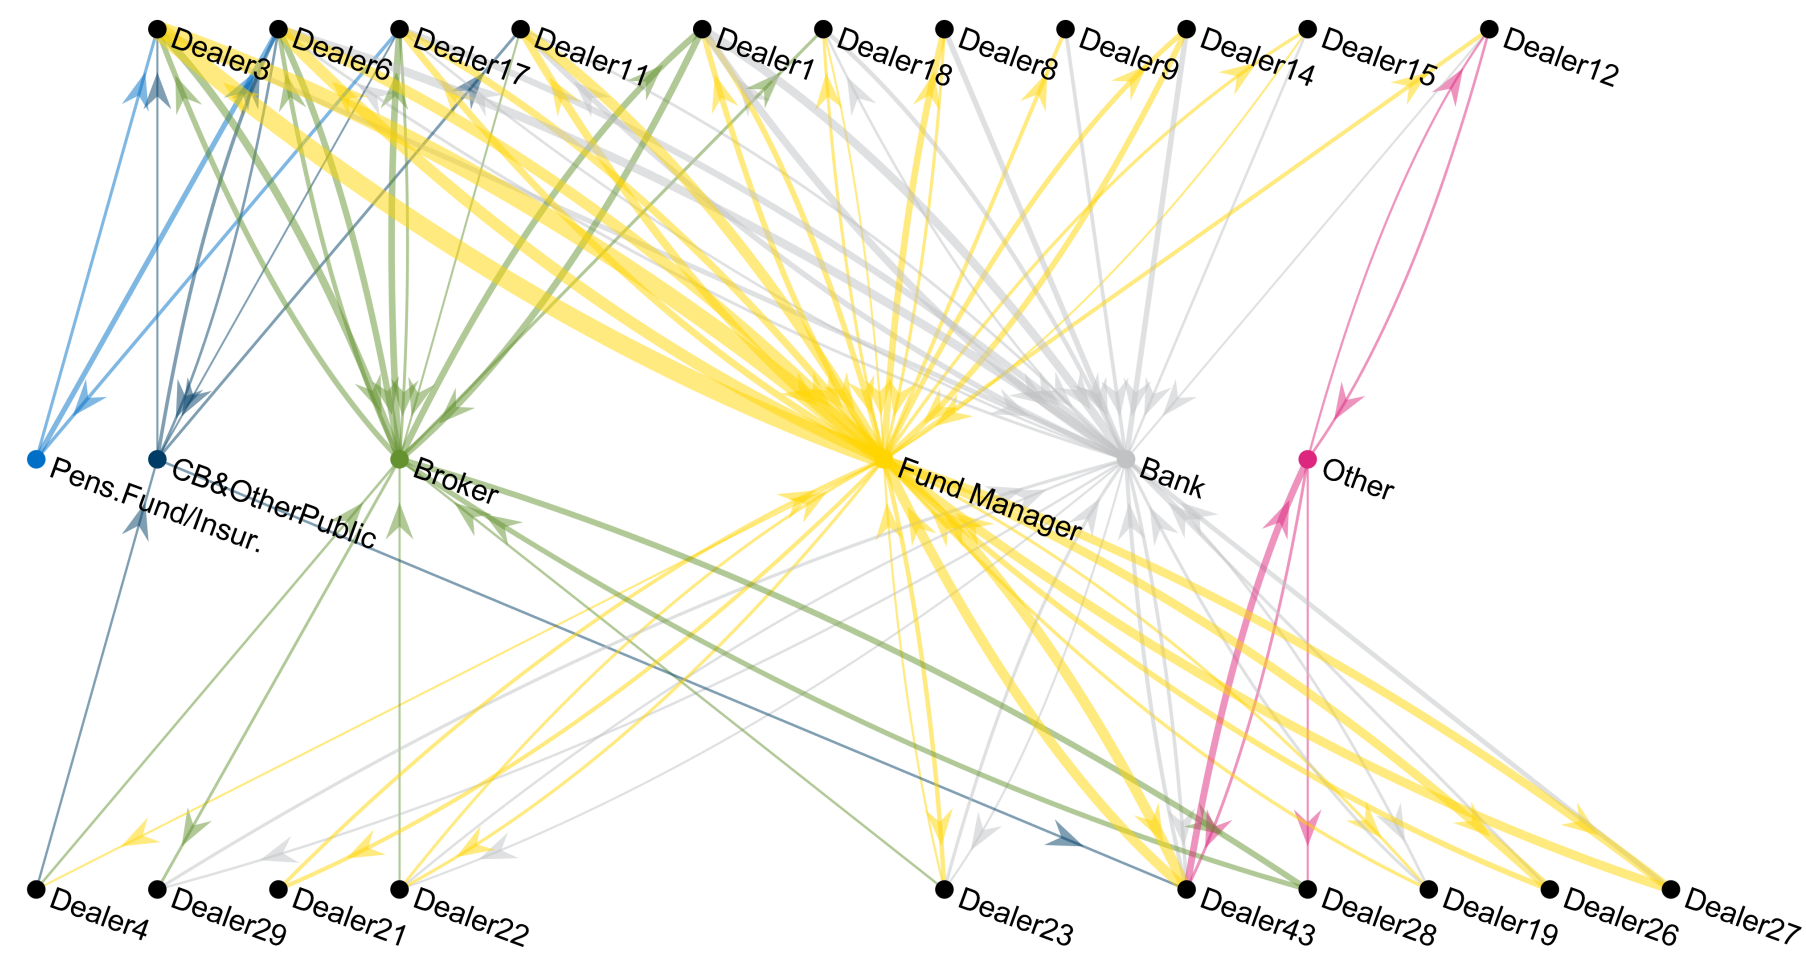 Dealer3
Dealer6
Dealer17
Dealer11
Dealer1
Dealer18
Dealer8
Dealer9
Dealer14
Dealer15
Dealer12
Pens.Fund/Insur.
CB&OtherPublic
Broker
Fund Manager
Bank
Other
Dealer4
Dealer29
Dealer21
Dealer22
Dealer23
Dealer43
Dealer28
Dealer19
Dealer26
Dealer27